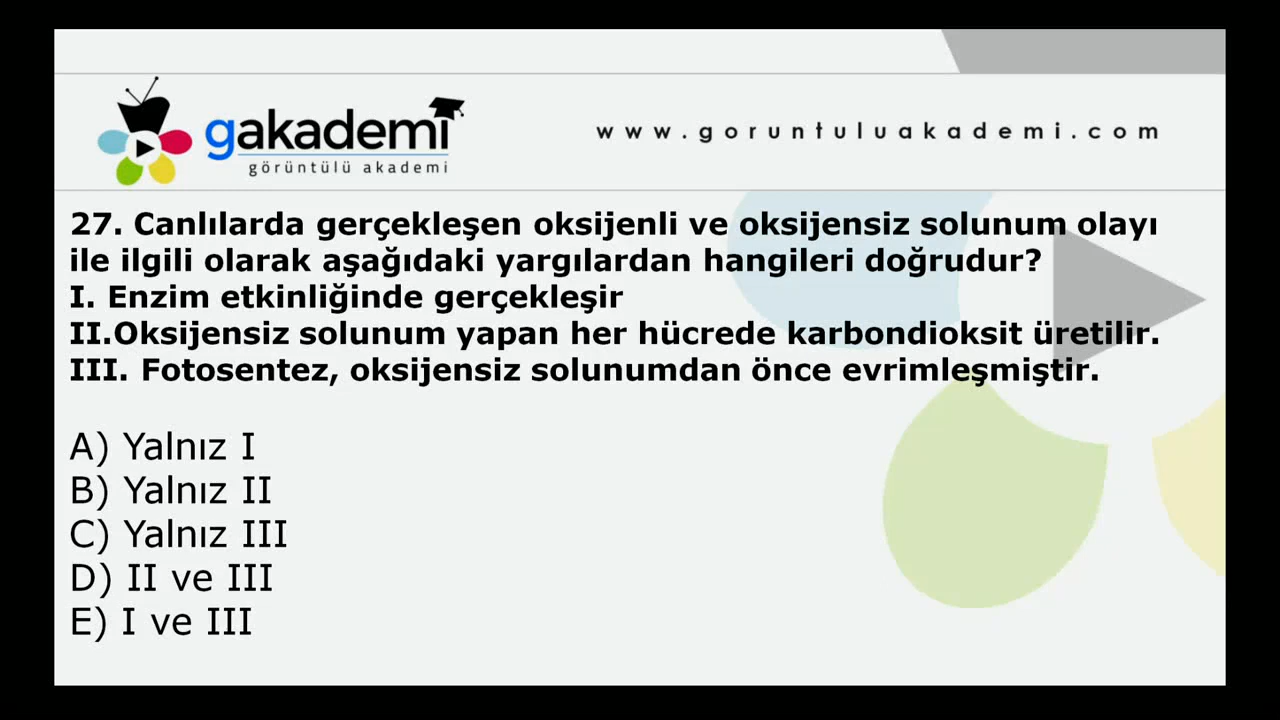 gakademi
görüntülü akademi
www.goruntuluakademi.com
27. Canlılarda gerçekleşen oksijenli ve oksijensiz solunum olayı
ile ilgili olarak aşağıdaki yargılardan hangileri doğrudur?
I. Enzim etkinliğinde gerçekleşir
II.Oksijensiz solunum yapan her hücrede karbondioksit üretilir.
III. Fotosentez, oksijensiz solunumdan önce evrimleşmiştir.
A) Yalnız I
B) Yalnız II
C) Yalnız III
D) II ve III
E) I ve III